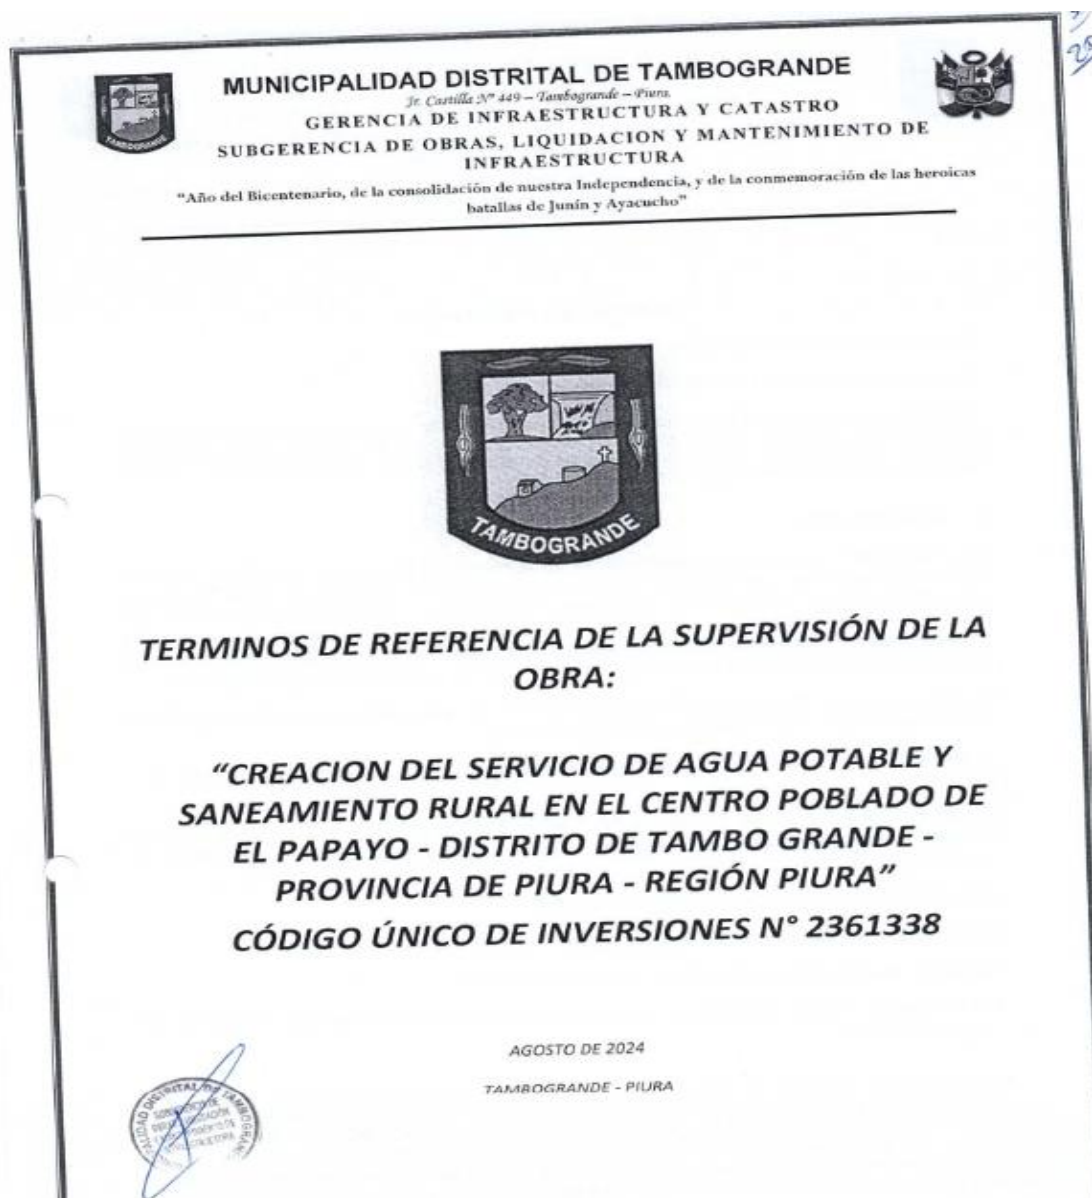 MUNICIPALIDAD DISTRITAL DE TAMBOGRANDE
Jr. Castilla Nº 449 – Tambogrande – Piura.
GERENCIA DE INFRAESTRUCTURA Y CATASTRO
SUBGERENCIA DE OBRAS, LIQUIDACION Y MANTENIMIENTO DE
INFRAESTRUCTURA
"Año del Bicentenario, de la consolidación de nuestra Independencia, y de la conmemoración de las heroicas
batallas de Junín y Ayacucho"
TAMBOGRANDE
TAMBOGRANDE
TERMINOS DE REFERENCIA DE LA SUPERVISIÓN DE LA
OBRA:
"CREACION DEL SERVICIO DE AGUA POTABLE Y
SANEAMIENTO RURAL EN EL CENTRO POBLADO DE
EL PAPAYO - DISTRITO DE TAMBO GRANDE -
PROVINCIA DE PIURA - REGIÓN PIURA"
CÓDIGO ÚNICO DE INVERSIONES N° 2361338
AGOSTO DE 2024
TAMBOGRANDE - PIURA
DISTRITAL DE